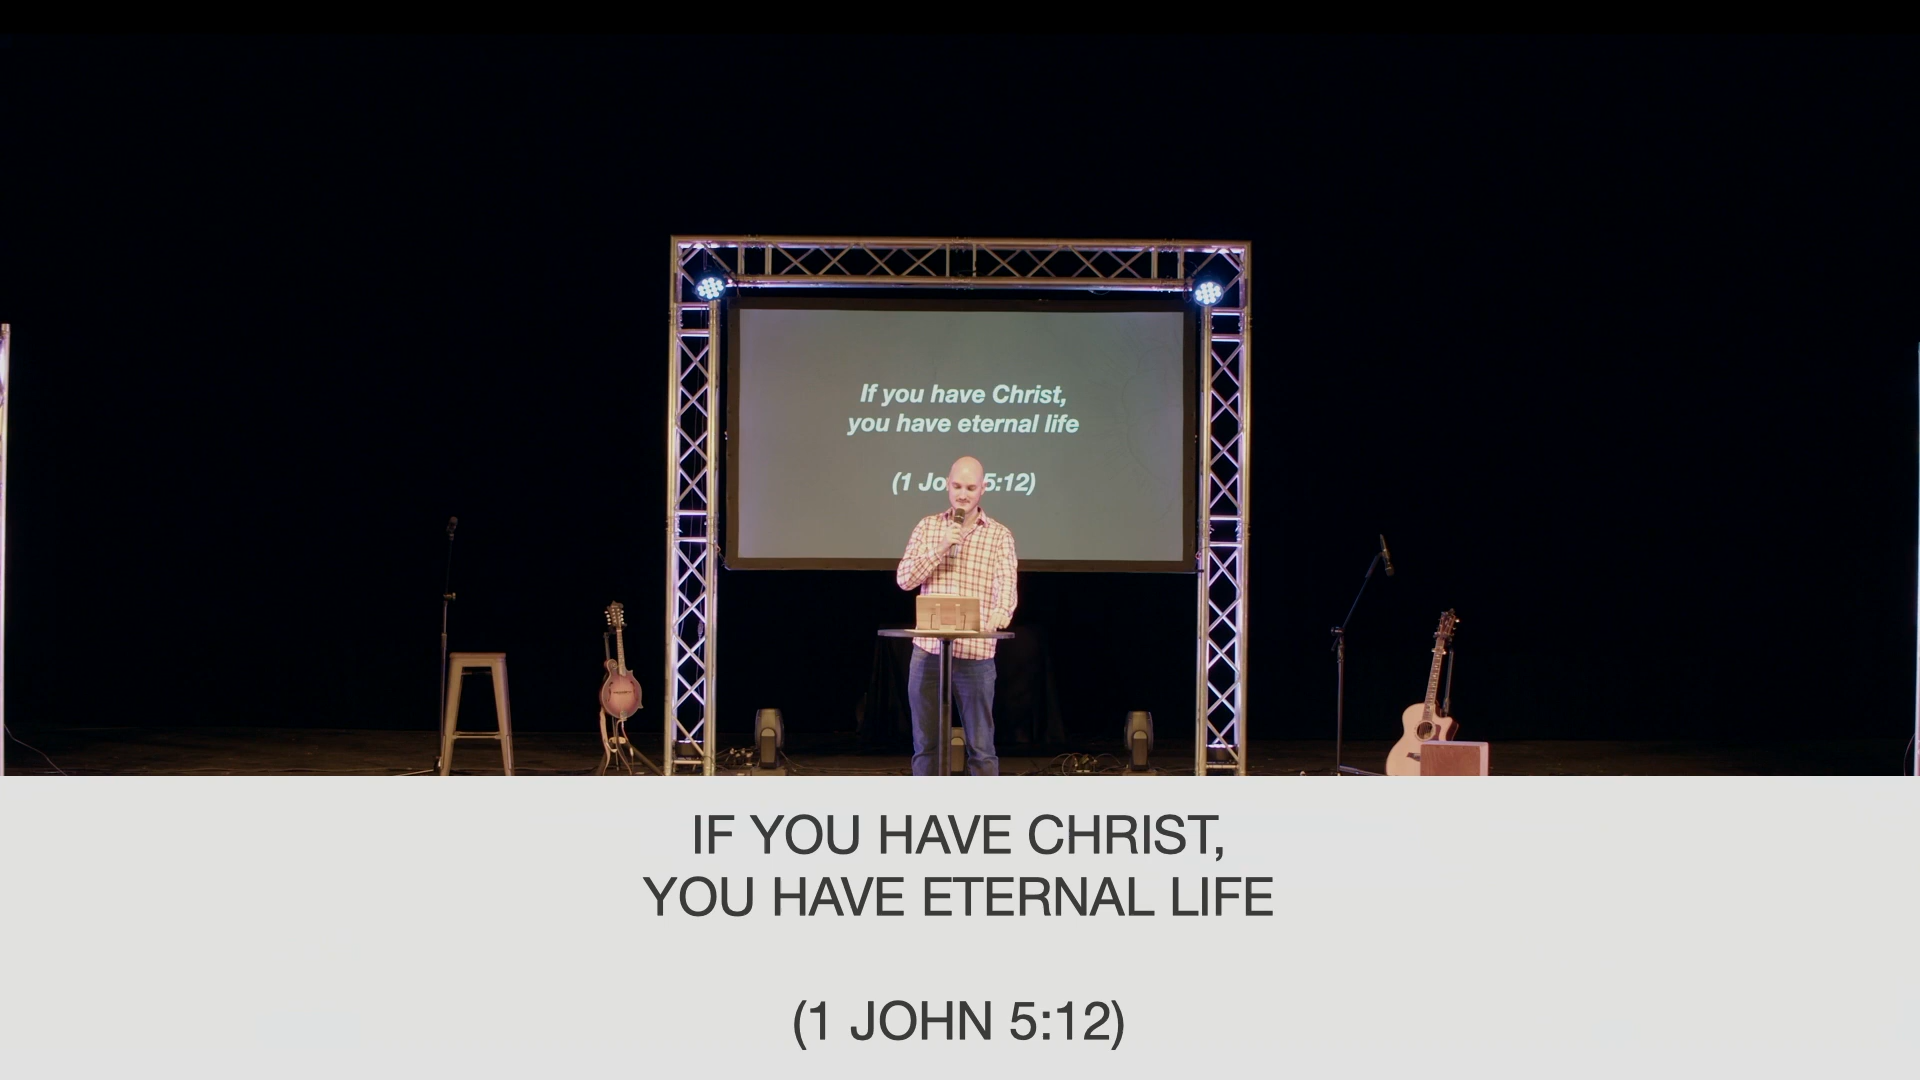 If you have Christ,
you have eternal life
(1 Jo 5:12)
IF YOU HAVE CHRIST,
YOU HAVE ETERNAL LIFE
(1 JOHN 5:12)